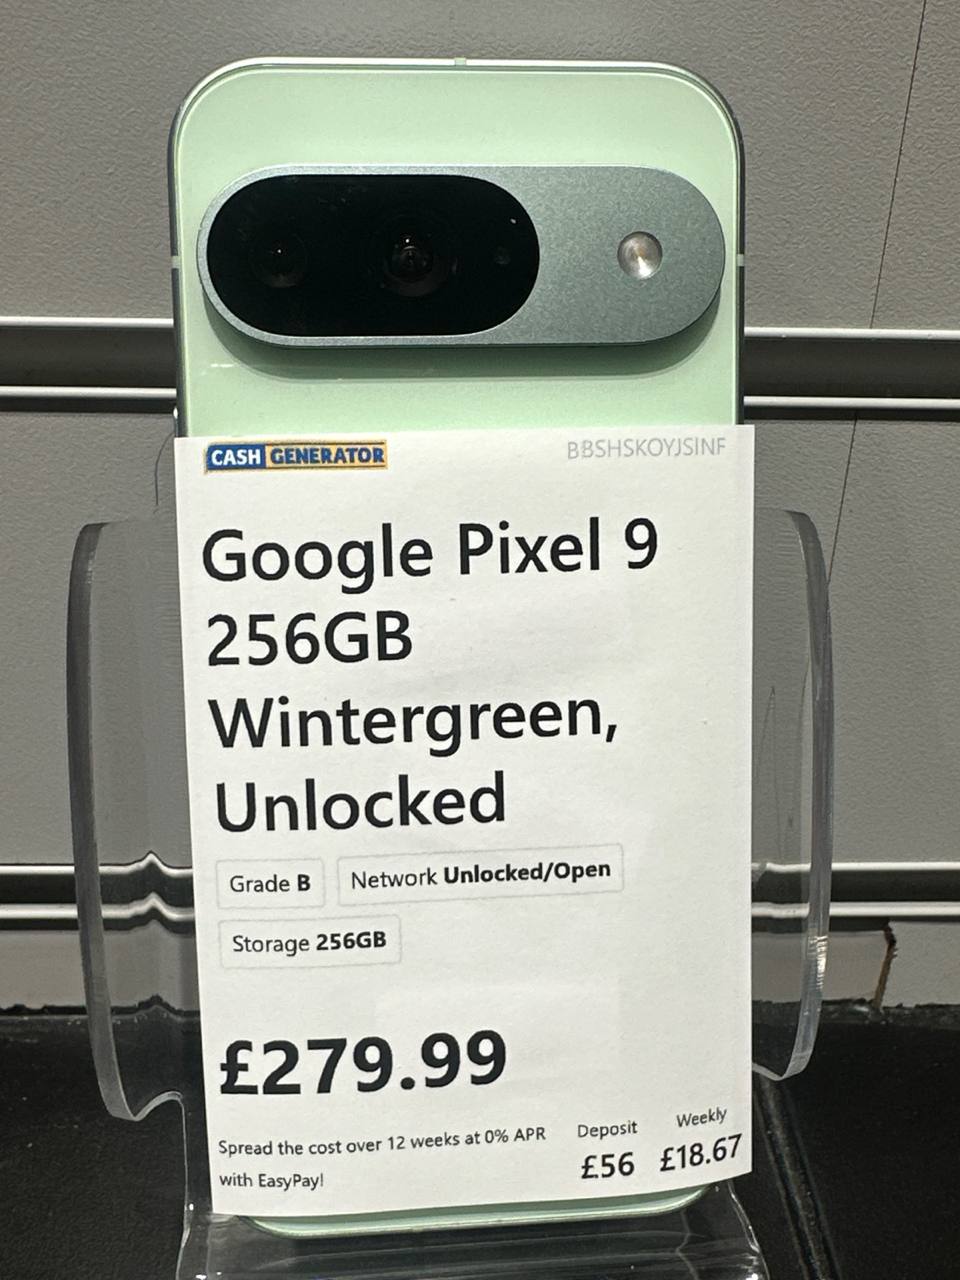 CASH GENERATOR
BBSHSKOYJSINF
Google Pixel 9
256GB
Wintergreen,
Unlocked
Grade B
Network Unlocked/Open
Storage 256GB
£279.99
Spread the cost over 12 weeks at 0% APR
with EasyPay!
Deposit
£56
Weekly
£18.67